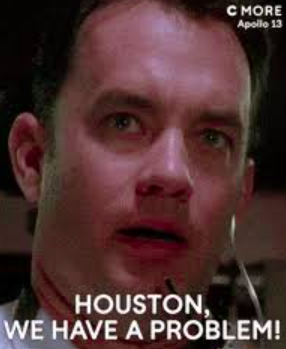 C MORE
Apollo 13
HOUSTON,
WE HAVE A PROBLEM!